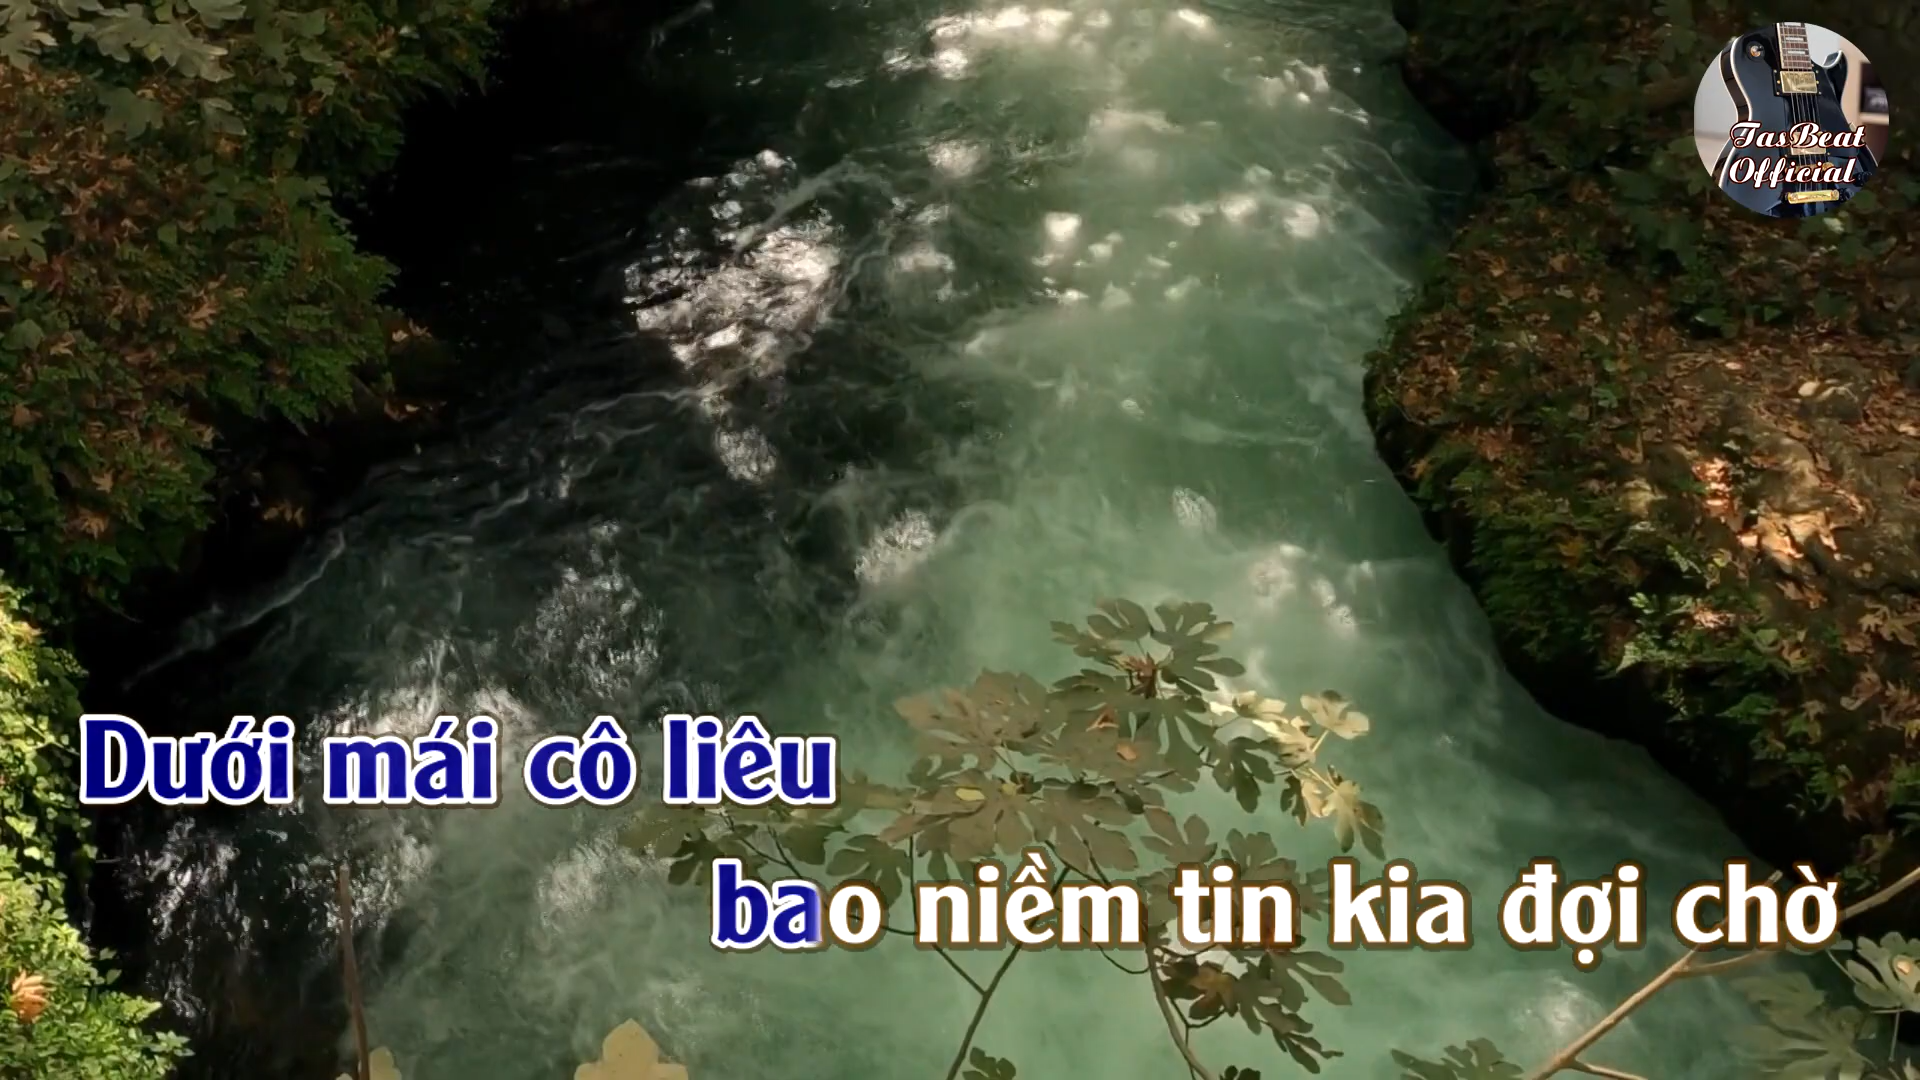 TasBeat
Official
Dưới mái cô liêu
bao niềm tin kia đợi chờ